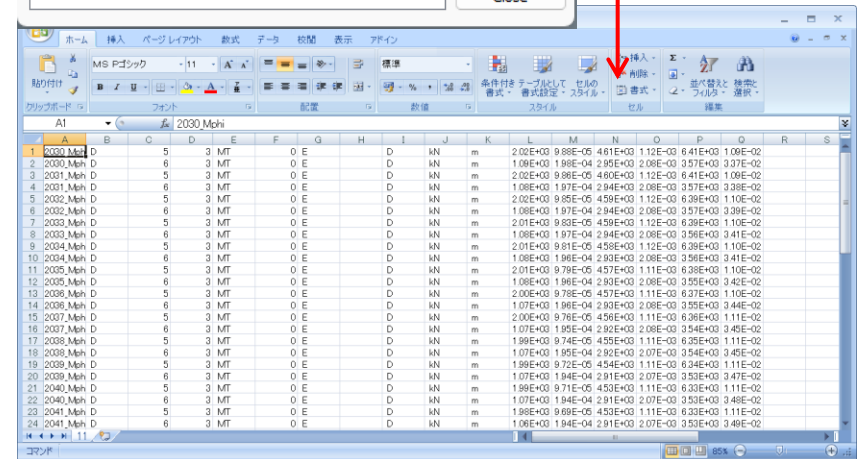 Close
ホーム 挿入 ページ レイアウト 数式 データ 校閲 表示 アドイン
貼り付け MS Pゴシック 11 標準 条件付き書式 テーブルとして書式設定 セルのスタイル 挿入 削除 書式 並べ替えとフィルタ 検索と選択
クリップボード フォント 配置 数値 スタイル セル 編集
A1 fx 2030_Mphi
A B C D E F G H I J K L M N O P Q R S
1 2030_Mph D 5 3 MT 0 E D kN m 2.02E+03 9.88E-05 4.61E+03 1.12E-03 6.41E+03 1.09E-02
2 2030_Mph D 6 3 MT 0 E D kN m 1.09E+03 1.98E-04 2.95E+03 2.08E-03 3.57E+03 3.37E-02
3 2031_Mph D 5 3 MT 0 E D kN m 2.02E+03 9.86E-05 4.60E+03 1.12E-03 6.41E+03 1.09E-02
4 2031_Mph D 6 3 MT 0 E D kN m 1.08E+03 1.97E-04 2.94E+03 2.08E-03 3.57E+03 3.38E-02
5 2032_Mph D 5 3 MT 0 E D kN m 2.02E+03 9.85E-05 4.59E+03 1.12E-03 6.39E+03 1.10E-02
6 2032_Mph D 6 3 MT 0 E D kN m 1.08E+03 1.97E-04 2.94E+03 2.08E-03 3.57E+03 3.39E-02
7 2033_Mph D 5 3 MT 0 E D kN m 2.01E+03 9.83E-05 4.59E+03 1.12E-03 6.39E+03 1.10E-02
8 2033_Mph D 6 3 MT 0 E D kN m 1.08E+03 1.97E-04 2.94E+03 2.08E-03 3.56E+03 3.41E-02
9 2034_Mph D 5 3 MT 0 E D kN m 2.01E+03 9.81E-05 4.58E+03 1.12E-03 6.39E+03 1.10E-02
10 2034_Mph D 6 3 MT 0 E D kN m 1.08E+03 1.96E-04 2.93E+03 2.08E-03 3.56E+03 3.41E-02
11 2035_Mph D 5 3 MT 0 E D kN m 2.01E+03 9.79E-05 4.57E+03 1.11E-03 6.38E+03 1.10E-02
12 2035_Mph D 6 3 MT 0 E D kN m 1.08E+03 1.96E-04 2.93E+03 2.08E-03 3.55E+03 3.42E-02
13 2036_Mph D 5 3 MT 0 E D kN m 2.00E+03 9.78E-05 4.57E+03 1.11E-03 6.37E+03 1.10E-02
14 2036_Mph D 6 3 MT 0 E D kN m 1.07E+03 1.96E-04 2.93E+03 2.08E-03 3.55E+03 3.44E-02
15 2037_Mph D 5 3 MT 0 E D kN m 2.00E+03 9.76E-05 4.56E+03 1.11E-03 6.36E+03 1.11E-02
16 2037_Mph D 6 3 MT 0 E D kN m 1.07E+03 1.95E-04 2.92E+03 2.08E-03 3.54E+03 3.45E-02
17 2038_Mph D 5 3 MT 0 E D kN m 1.99E+03 9.74E-05 4.55E+03 1.11E-03 6.35E+03 1.11E-02
18 2038_Mph D 6 3 MT 0 E D kN m 1.07E+03 1.95E-04 2.92E+03 2.07E-03 3.54E+03 3.45E-02
19 2039_Mph D 5 3 MT 0 E D kN m 1.99E+03 9.72E-05 4.54E+03 1.11E-03 6.34E+03 1.11E-02
20 2039_Mph D 6 3 MT 0 E D kN m 1.07E+03 1.94E-04 2.91E+03 2.07E-03 3.53E+03 3.47E-02
21 2040_Mph D 5 3 MT 0 E D kN m 1.99E+03 9.71E-05 4.53E+03 1.11E-03 6.33E+03 1.11E-02
22 2040_Mph D 6 3 MT 0 E D kN m 1.07E+03 1.94E-04 2.91E+03 2.07E-03 3.53E+03 3.48E-02
23 2041_Mph D 5 3 MT 0 E D kN m 1.98E+03 9.69E-05 4.53E+03 1.11E-03 6.33E+03 1.11E-02
24 2041_Mph D 6 3 MT 0 E D kN m 1.06E+03 1.94E-04 2.91E+03 2.07E-03 3.53E+03 3.49E-02
11
コマンド 85%